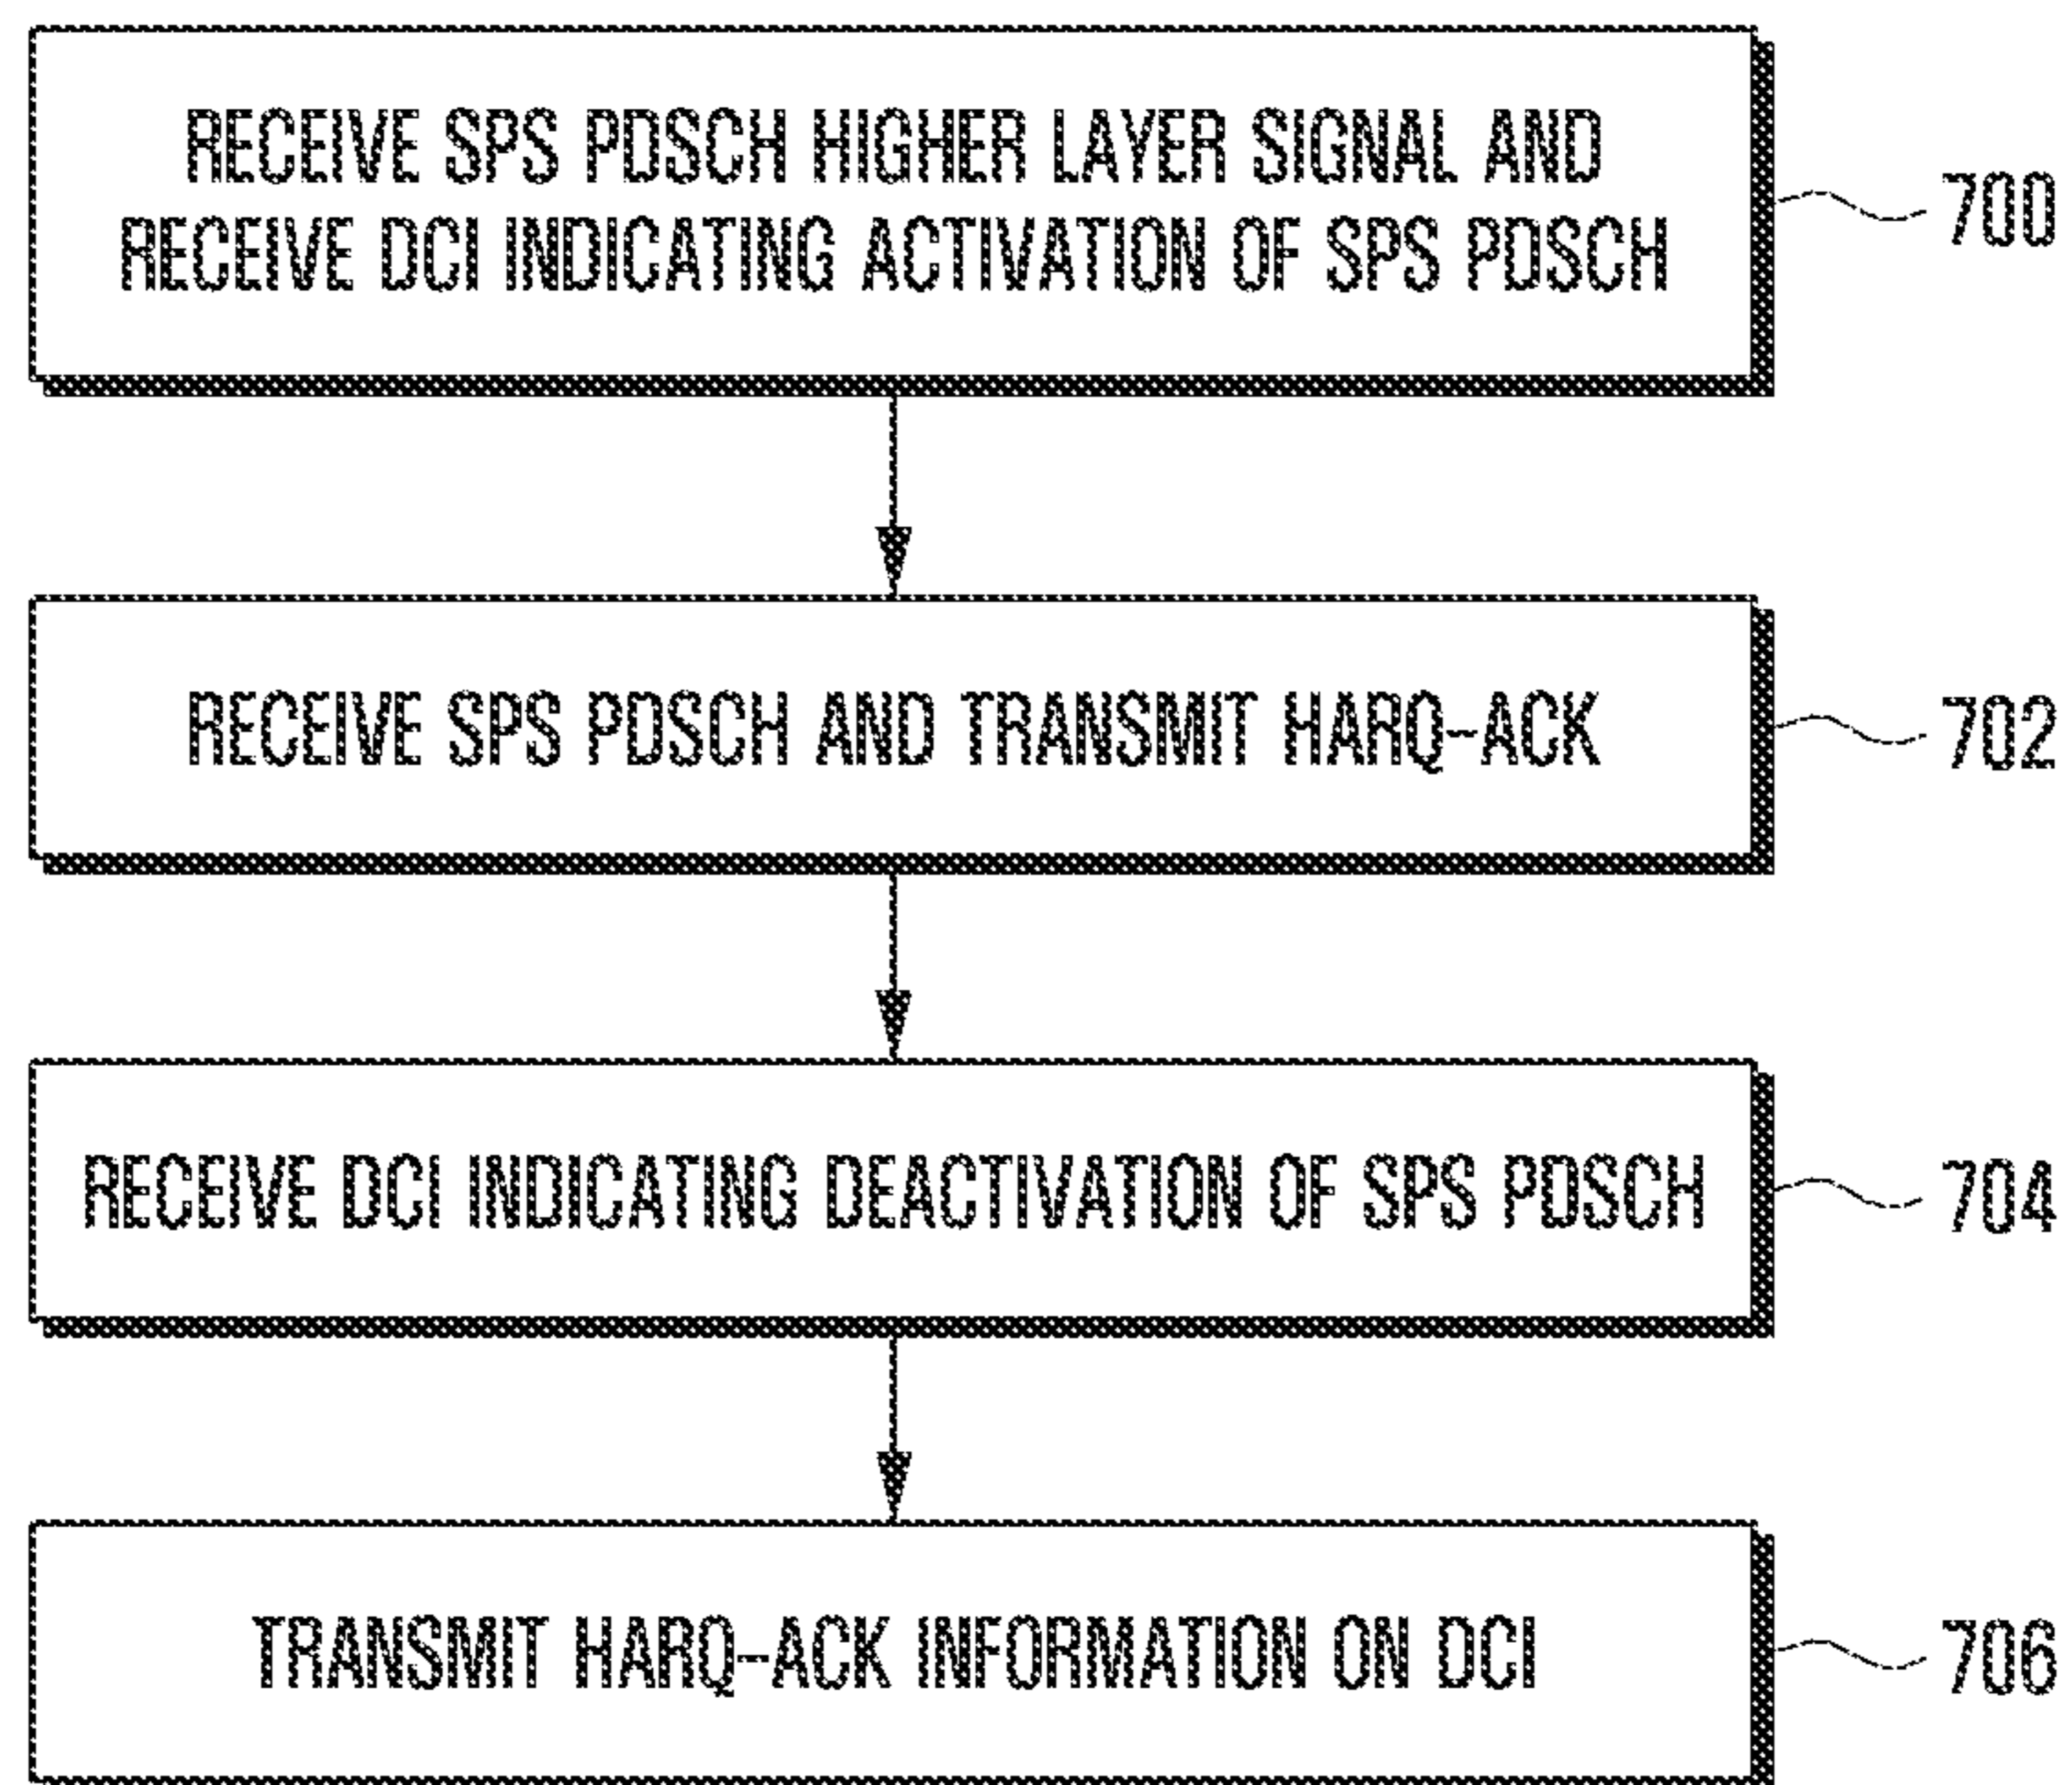 RECEIVE SPS PDSCH HIGHER LAYER SIGNAL AND
RECEIVE DCI INDICATING ACTIVATION OF SPS PDSCH
700
RECEIVE SPS PDSCH AND TRANSMIT HARQ-ACK
702
RECEIVE DCI INDICATING DEACTIVATION OF SPS PDSCH
704
TRANSMIT HARQ-ACK INFORMATION ON DCI
706